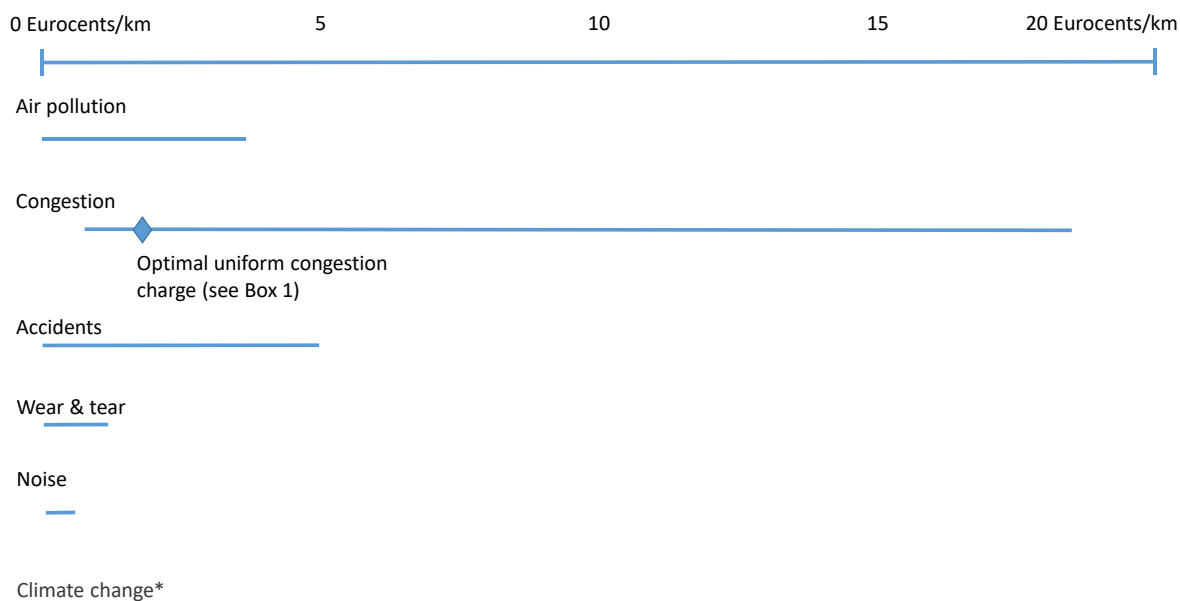 0 Eurocents/km 5 10 15 20 Eurocents/km
Air pollution
Congestion
Optimal uniform congestion
charge (see Box 1)
Accidents
Wear & tear
Noise
Climate change*